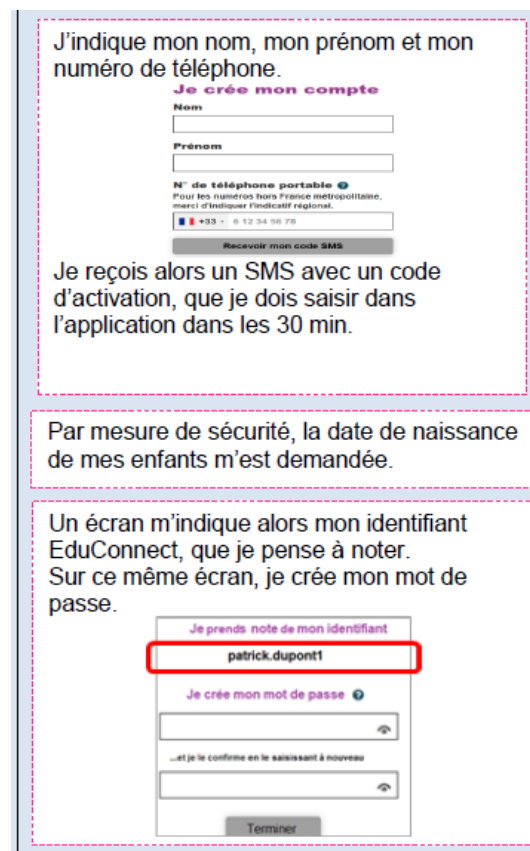 J’indique mon nom, mon prénom et mon
numéro de téléphone.
Je crée mon compte
Nom
Prénom
N° de téléphone portable ?
Pour les numéros hors France métropolitaine,
merci d'indiquer l'indicatif régional.
+33 - 6 12 34 56 78
Recevoir mon code SMS
Je reçois alors un SMS avec un code
d’activation, que je dois saisir dans
l’application dans les 30 min.
Par mesure de sécurité, la date de naissance
de mes enfants m’est demandée.
Un écran m’indique alors mon identifiant
EduConnect, que je pense à noter.
Sur ce même écran, je crée mon mot de
passe.
Je prends note de mon identifiant
patrick.dupont1
Je crée mon mot de passe ?
...et je le confirme en le saisissant à nouveau
Terminer